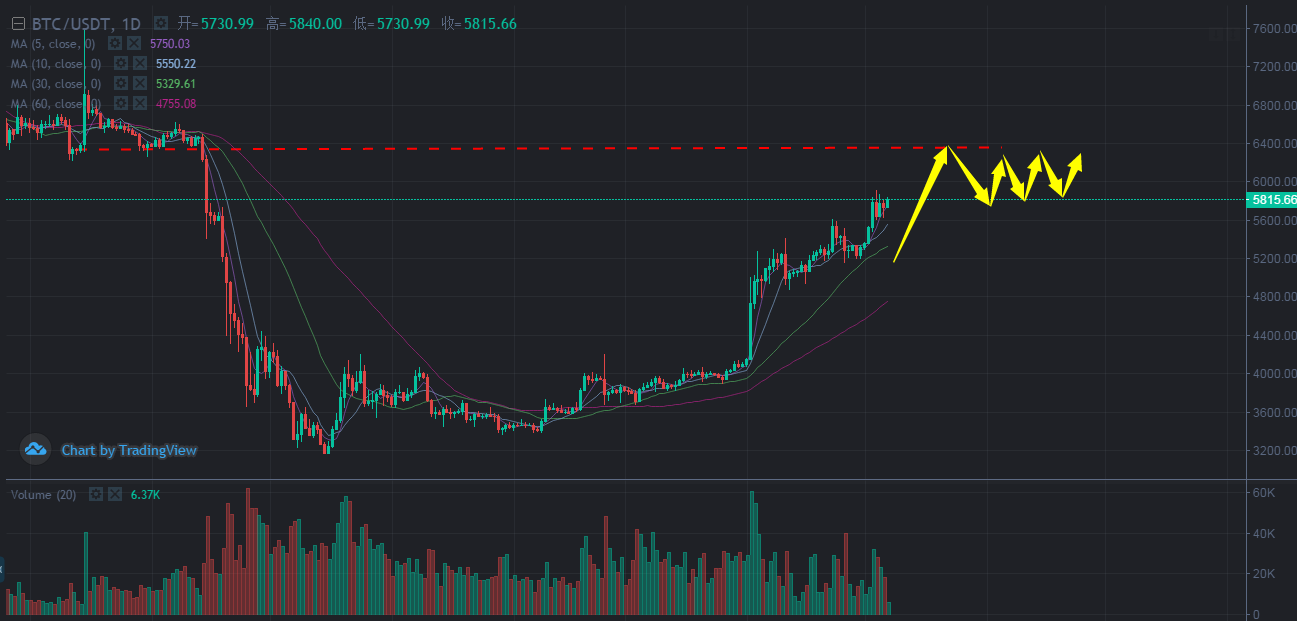 BTC/USDT, 1D 开=5730.99 高=5840.00 低=5730.99 收=5815.66
MA (5, close, 0) 5750.03
MA (10, close, 0) 5550.22
MA (30, close, 0) 5329.61
MA (60, close, 0) 4755.08
7600.00
7200.00
6800.00
6400.00
6000.00
5815.66
5600.00
5200.00
4800.00
4400.00
4000.00
3600.00
3200.00
Chart by TradingView
Volume (20) 6.37K
60K
40K
20K
0